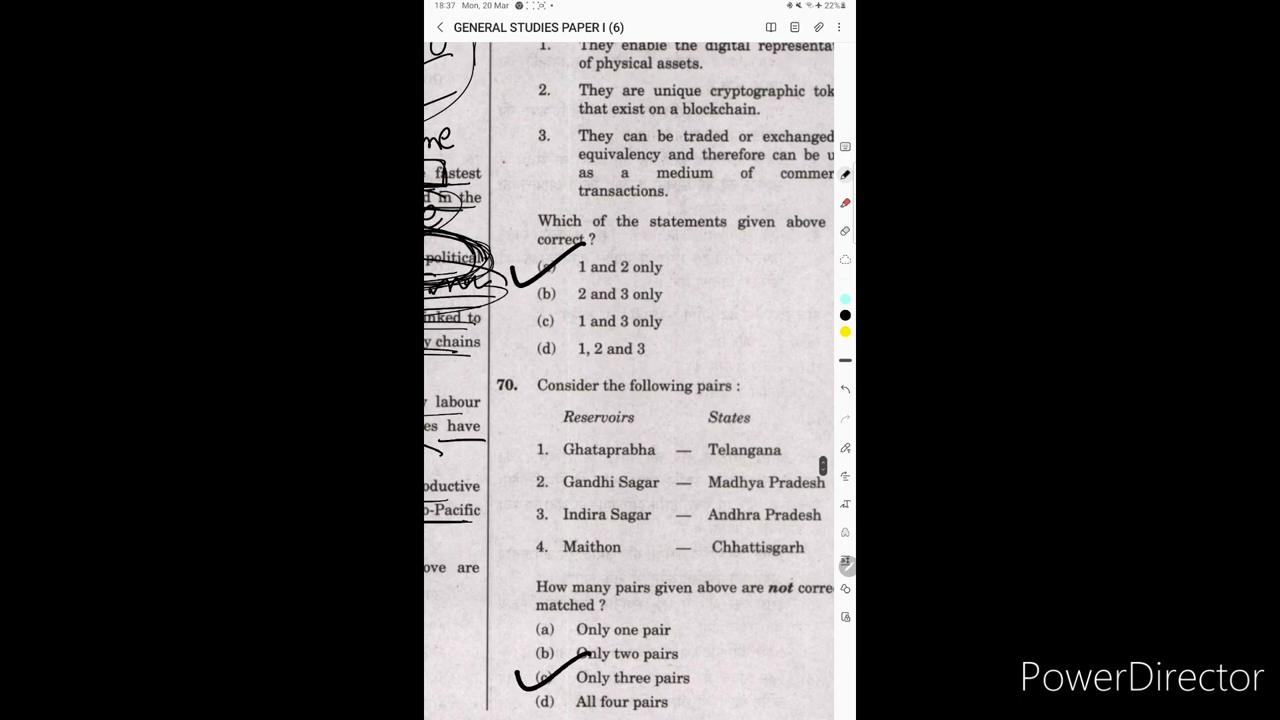 18:37 Mon, 20 Mar
22%
GENERAL STUDIES PAPER I (6)
1. They enable the digital representa
of physical assets.
2. They are unique cryptographic tok
that exist on a blockchain.
3. They can be traded or exchanged
equivalency and therefore can be u
as a medium of commer
transactions.
Which of the statements given above
correct ?
(a) 1 and 2 only
(b) 2 and 3 only
(c) 1 and 3 only
(d) 1, 2 and 3
70. Consider the following pairs :
Reservoirs States
1. Ghataprabha — Telangana
2. Gandhi Sagar — Madhya Pradesh
3. Indira Sagar — Andhra Pradesh
4. Maithon — Chhattisgarh
How many pairs given above are not corre
matched ?
(a) Only one pair
(b) Only two pairs
(c) Only three pairs
(d) All four pairs
fastest
d in the
political
inked to
y chains
labour
es have
oductive
o-Pacific
ove are
PowerDirector